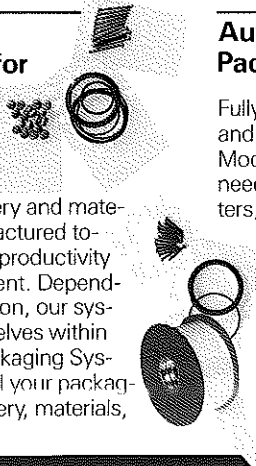 for
ery and mate-
actured to-
productivity
ent. Depend-
on, our sys-
elves within
kaging Sys-
l your packag-
ery, materials,
Au
Pac
Fully
and
Mod
need
ters,